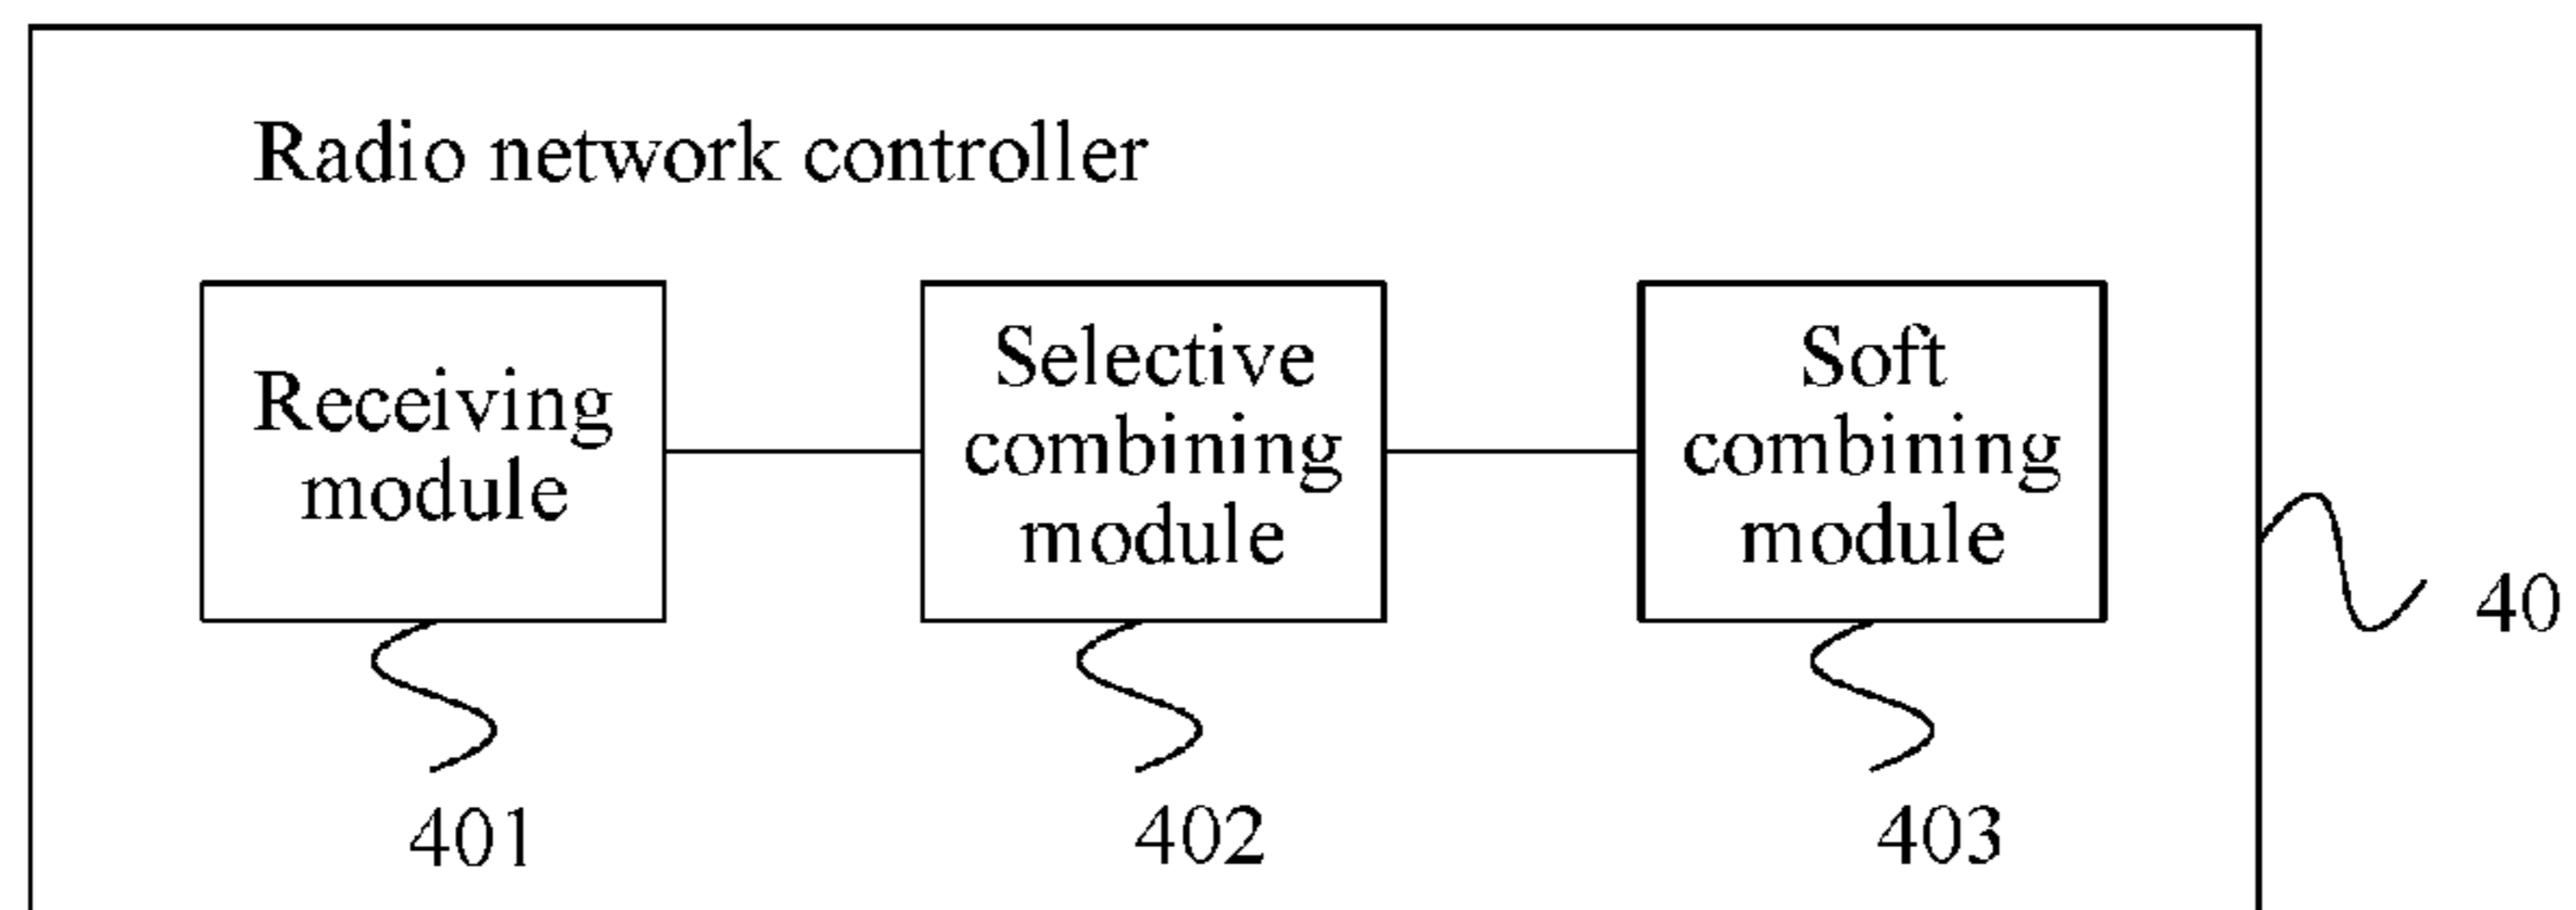 Radio network controller
Receiving
module
Selective
combining
module
Soft
combining
module
40
401
402
403